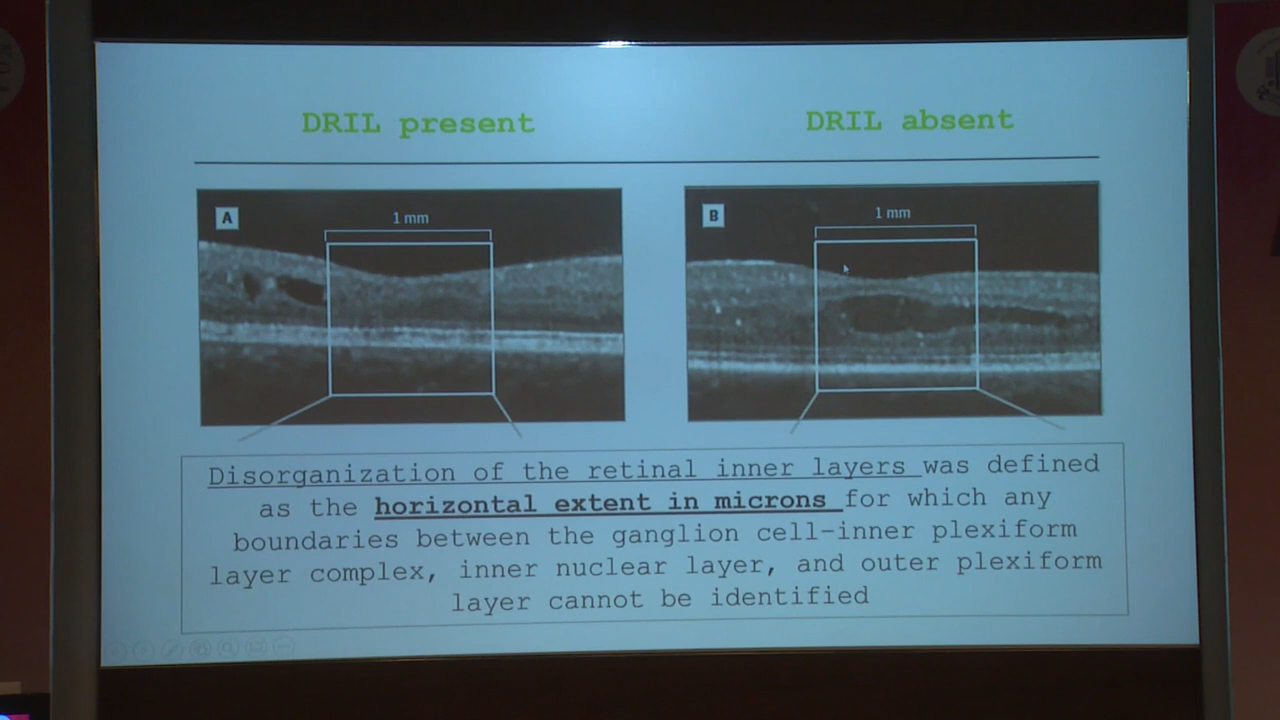 DRIL present
DRIL absent
A
1 mm
B
1 mm
Disorganization of the retinal inner layers was defined
as the horizontal extent in microns for which any
boundaries between the ganglion cell-inner plexiform
layer complex, inner nuclear layer, and outer plexiform
layer cannot be identified